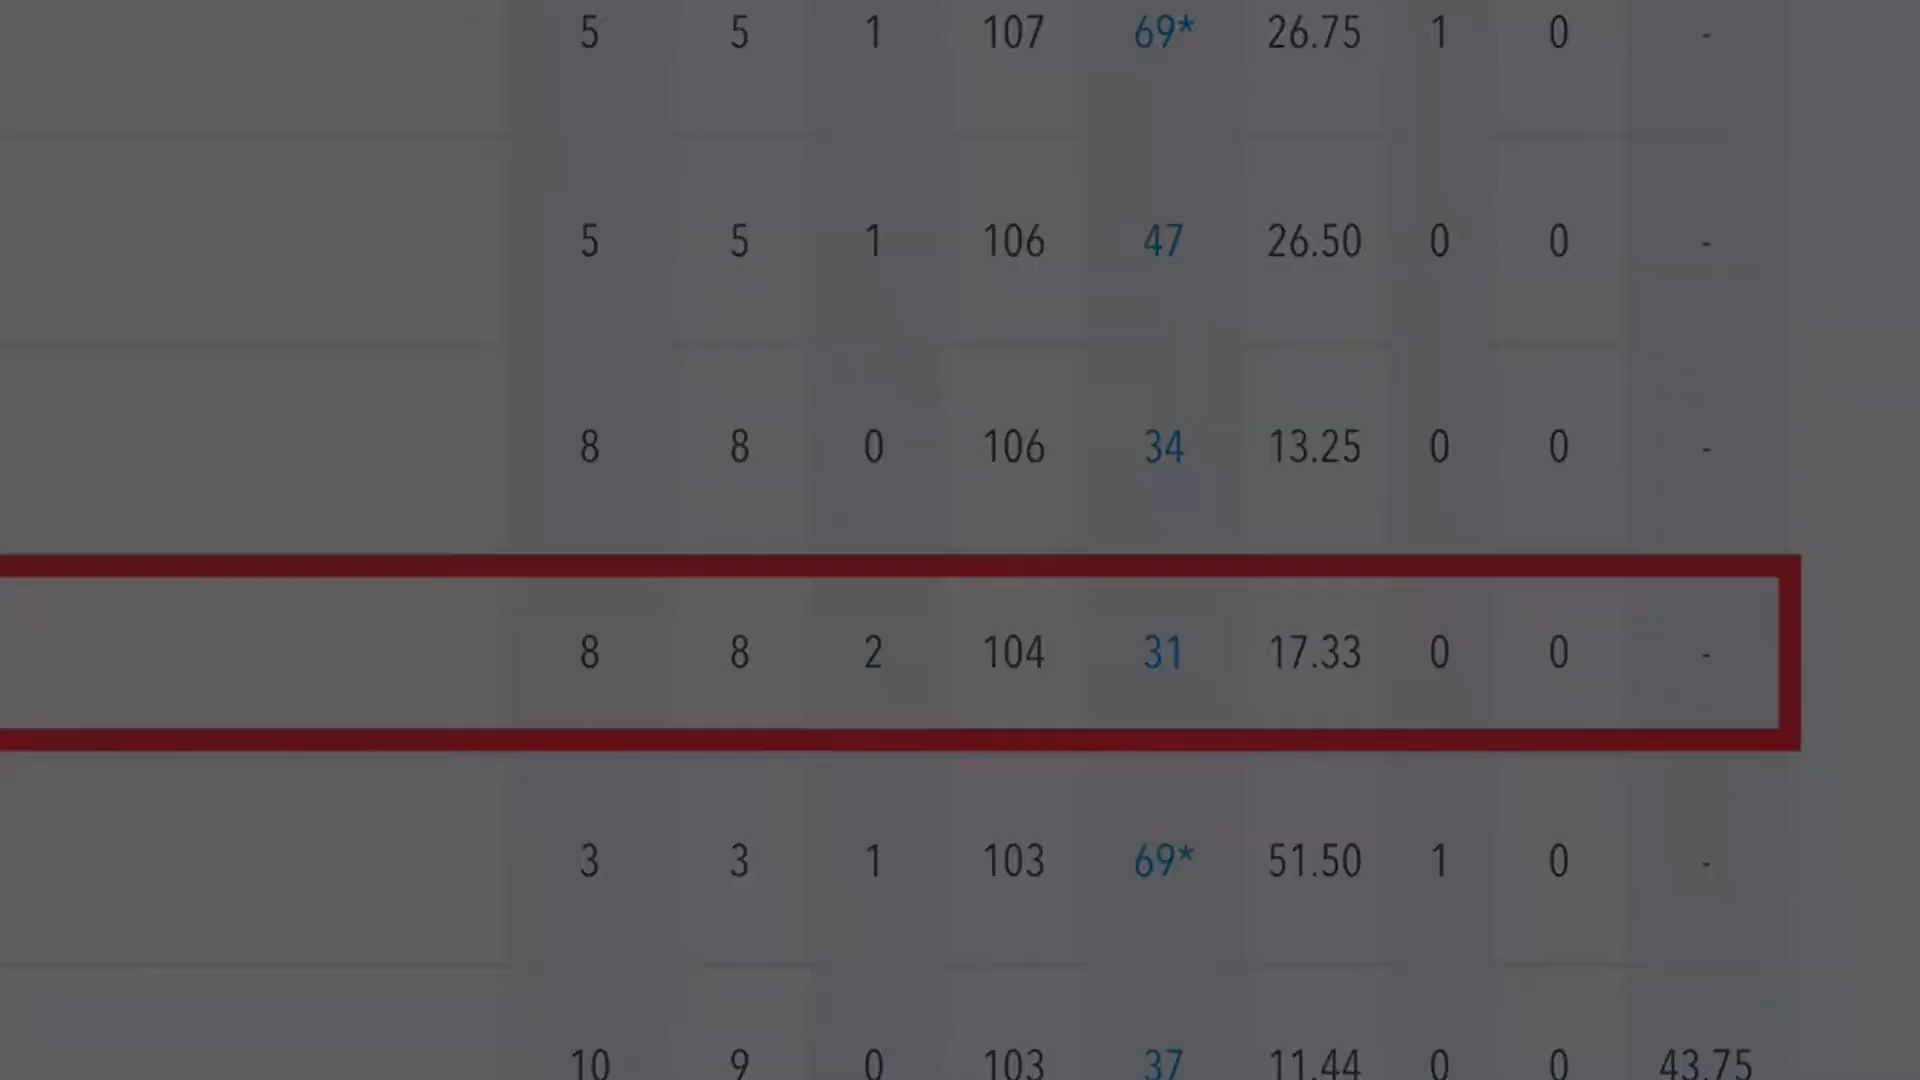 5 5 1 107 69* 26.75 1 0 -
5 5 1 106 47 26.50 0 0 -
8 8 0 106 34 13.25 0 0 -
8 8 2 104 31 17.33 0 0 -
3 3 1 103 69* 51.50 1 0 -
10 9 0 103 37 11.44 0 0 43.75